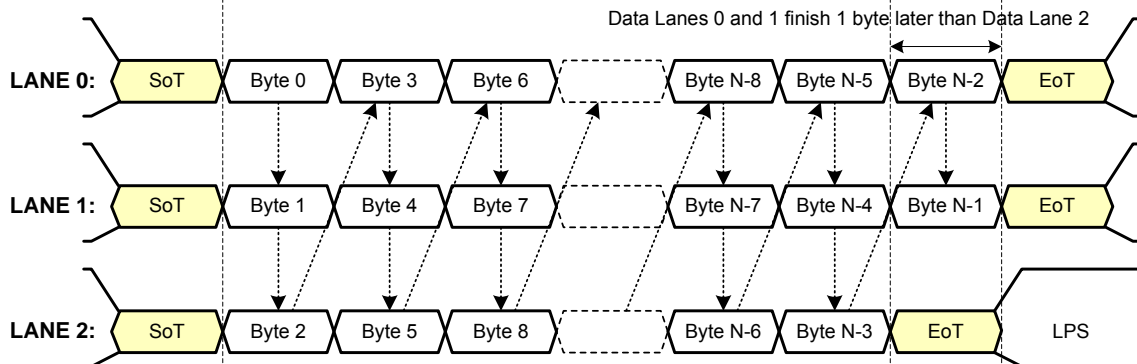 Data Lanes 0 and 1 finish 1 byte later than Data Lane 2
LANE 0: SoT Byte 0 Byte 3 Byte 6 Byte N-8 Byte N-5 Byte N-2 EoT
LANE 1: SoT Byte 1 Byte 4 Byte 7 Byte N-7 Byte N-4 Byte N-1 EoT
LANE 2: SoT Byte 2 Byte 5 Byte 8 Byte N-6 Byte N-3 EoT LPS